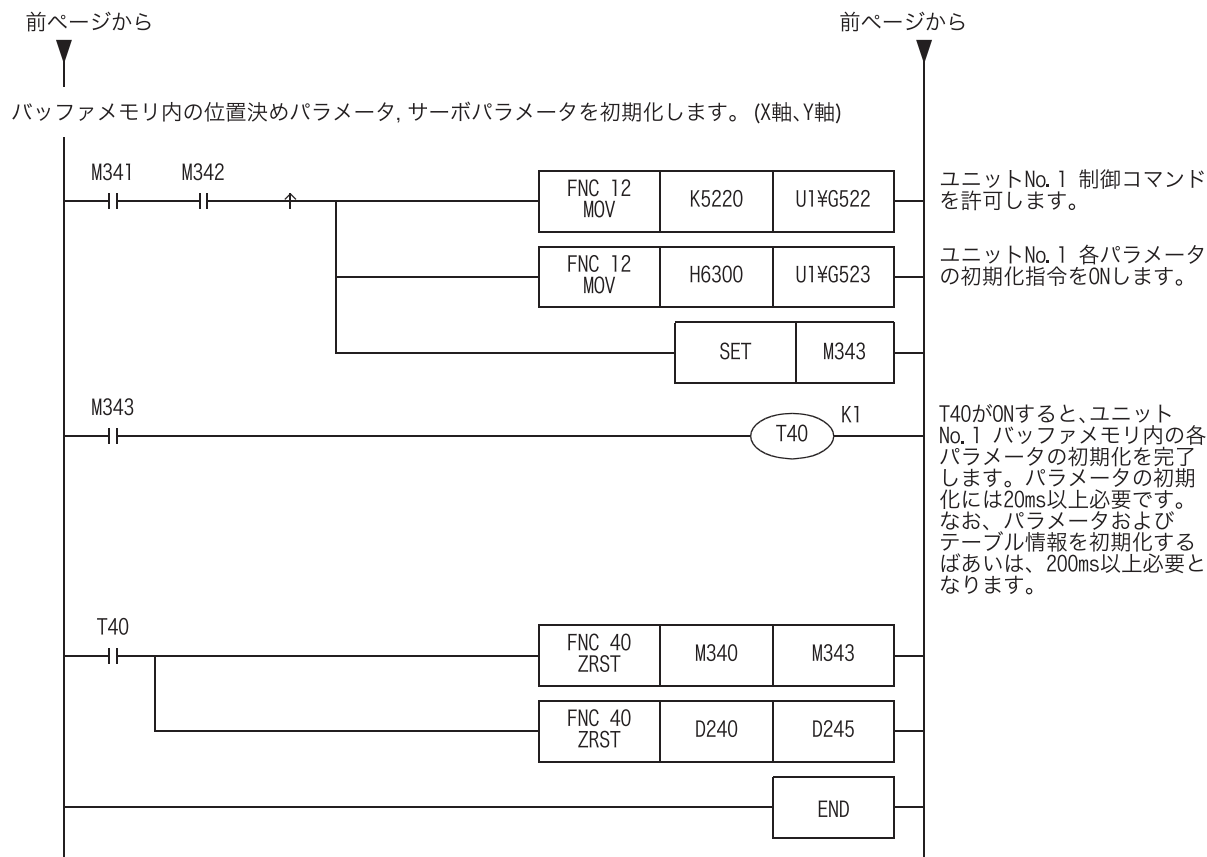 前ページから
前ページから
バッファメモリ内の位置決めパラメータ, サーボパラメータを初期化します。(X軸、Y軸)
M341
M342
FNC 12
MOV
K5220
U1¥G522
ユニットNo. 1 制御コマンド
を許可します。
FNC 12
MOV
H6300
U1¥G523
ユニットNo. 1 各パラメータ
の初期化指令をONします。
SET
M343
M343
T40
K1
T40がONすると、ユニット
No. 1 バッファメモリ内の各
パラメータの初期化を完了
します。パラメータの初期
化には20ms以上必要です。
なお、パラメータおよび
テーブル情報を初期化する
ばあいは、200ms以上必要と
なります。
T40
FNC 40
ZRST
M340
M343
FNC 40
ZRST
D240
D245
END